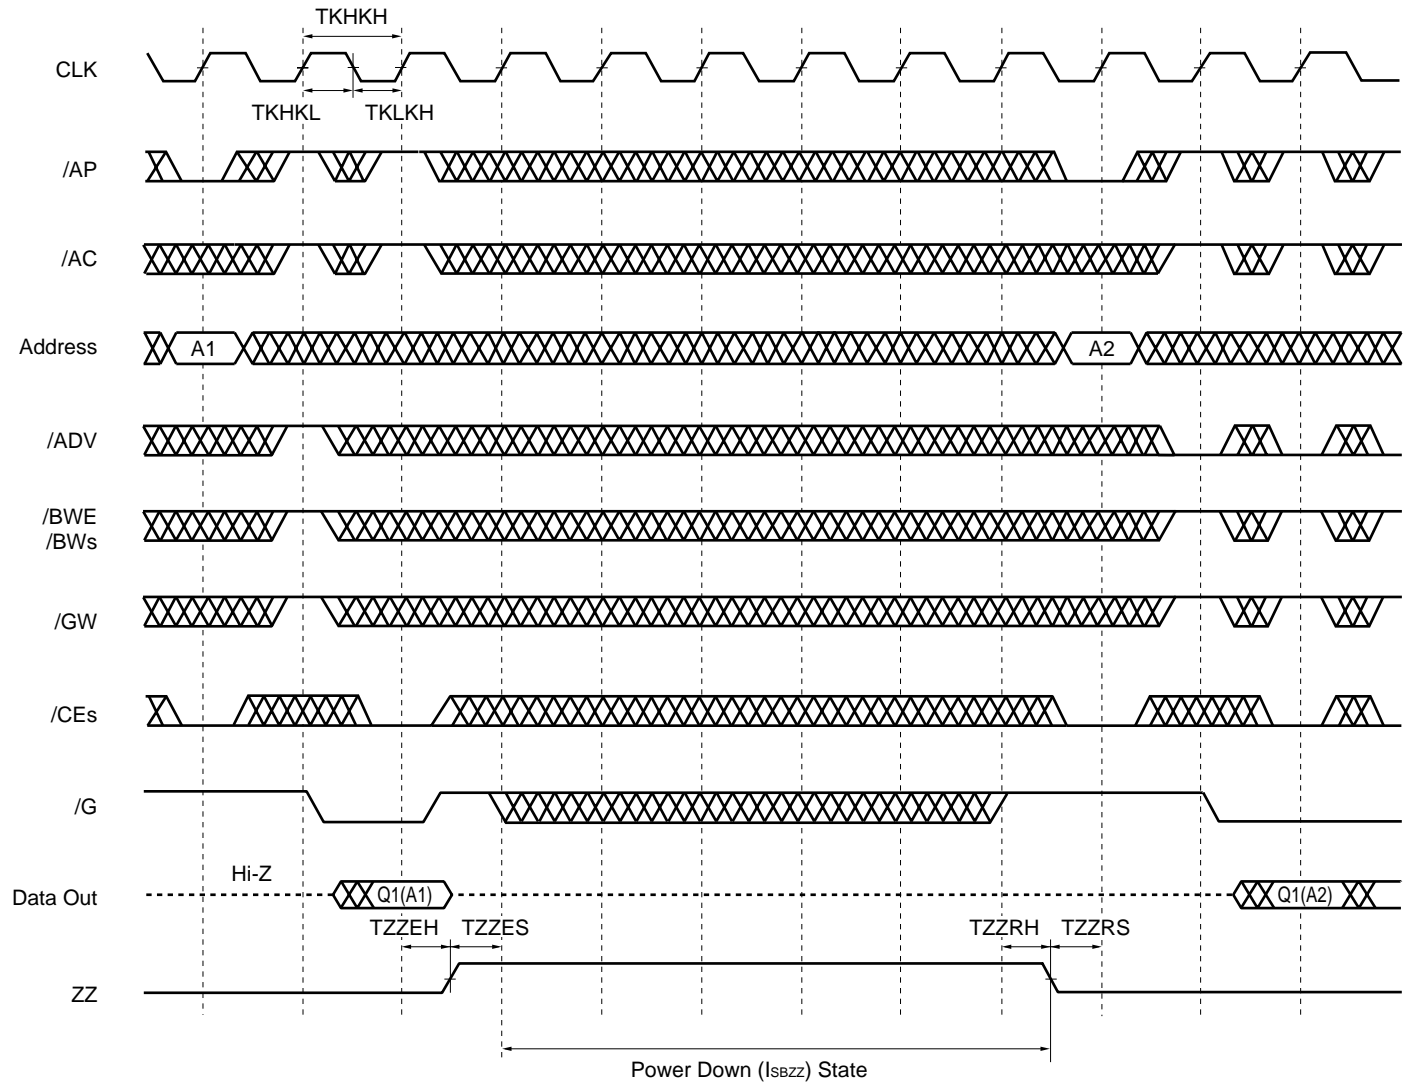 TKHKH
CLK
TKHKL
TKLKH
/AP
/AC
Address
A1
A2
/ADV
/BWE
/BWs
/GW
/CEs
/G
Hi-Z
Data Out
Q1(A1)
Q1(A2)
TZZEH
TZZES
TZZRH
TZZRS
ZZ
Power Down (ISBZZ) State